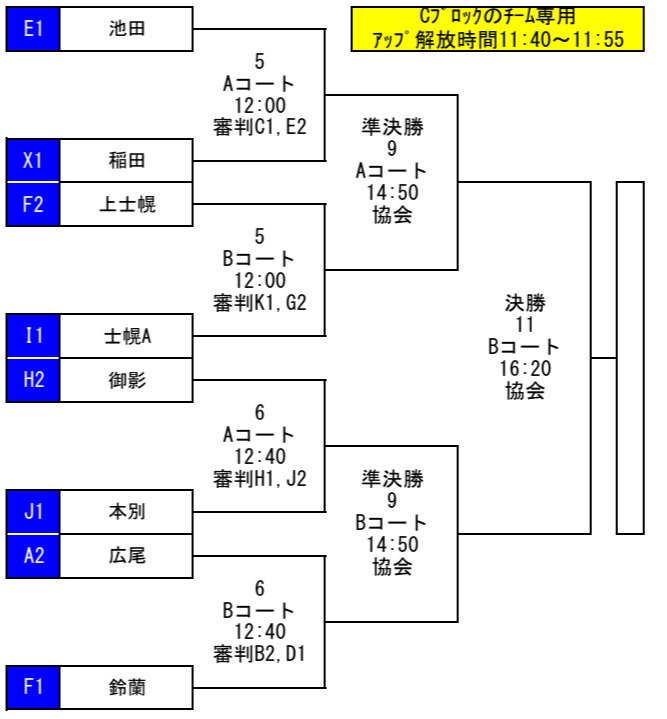 E1 池田
Cﾌﾞﾛｯｸのﾁｰﾑ専用
ｱｯﾌﾟ解放時間11:40～11:55
5
Aコート
12:00
審判C1,E2
X1 稲田
準決勝
9
Aコート
14:50
協会
F2 上士幌
5
Bコート
12:00
審判K1,G2
I1 士幌A
決勝
11
Bコート
16:20
協会
H2 御影
6
Aコート
12:40
審判H1,J2
J1 本別
準決勝
9
Bコート
14:50
協会
A2 広尾
6
Bコート
12:40
審判B2,D1
F1 鈴蘭